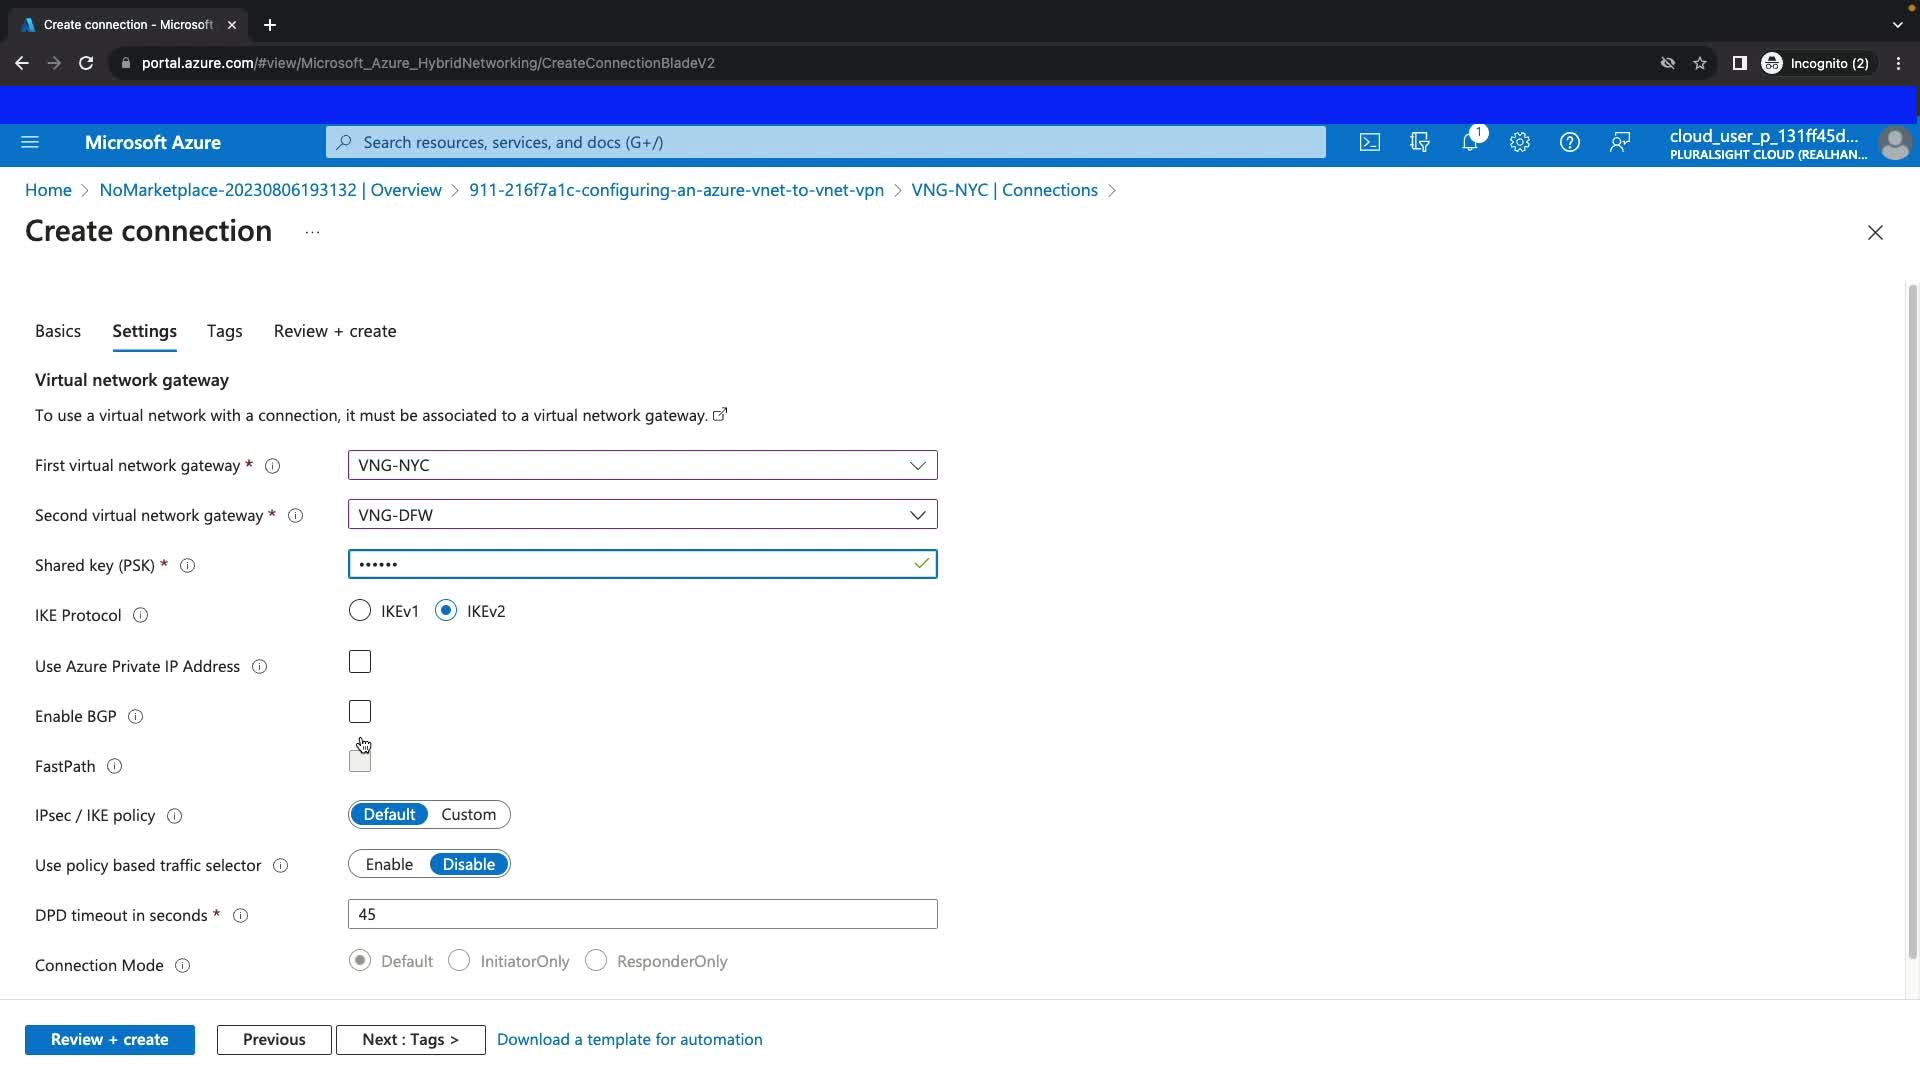 Create connection - Microsoft
portal.azure.com/#view/Microsoft_Azure_HybridNetworking/CreateConnectionBladeV2
Incognito (2)
Microsoft Azure
Search resources, services, and docs (G+/)
1
cloud_user_p_131ff45d...
PLURALSIGHT CLOUD (REALHAN...
Home > NoMarketplace-20230806193132 | Overview > 911-216f7a1c-configuring-an-azure-vnet-to-vnet-vpn > VNG-NYC | Connections >
Create connection ...
Basics Settings Tags Review + create
Virtual network gateway
To use a virtual network with a connection, it must be associated to a virtual network gateway.
First virtual network gateway * VNG-NYC
Second virtual network gateway * VNG-DFW
Shared key (PSK) * ••••••
IKE Protocol IKEv1 IKEv2
Use Azure Private IP Address
Enable BGP
FastPath
IPsec / IKE policy Default Custom
Use policy based traffic selector Enable Disable
DPD timeout in seconds * 45
Connection Mode Default InitiatorOnly ResponderOnly
Review + create Previous Next : Tags > Download a template for automation